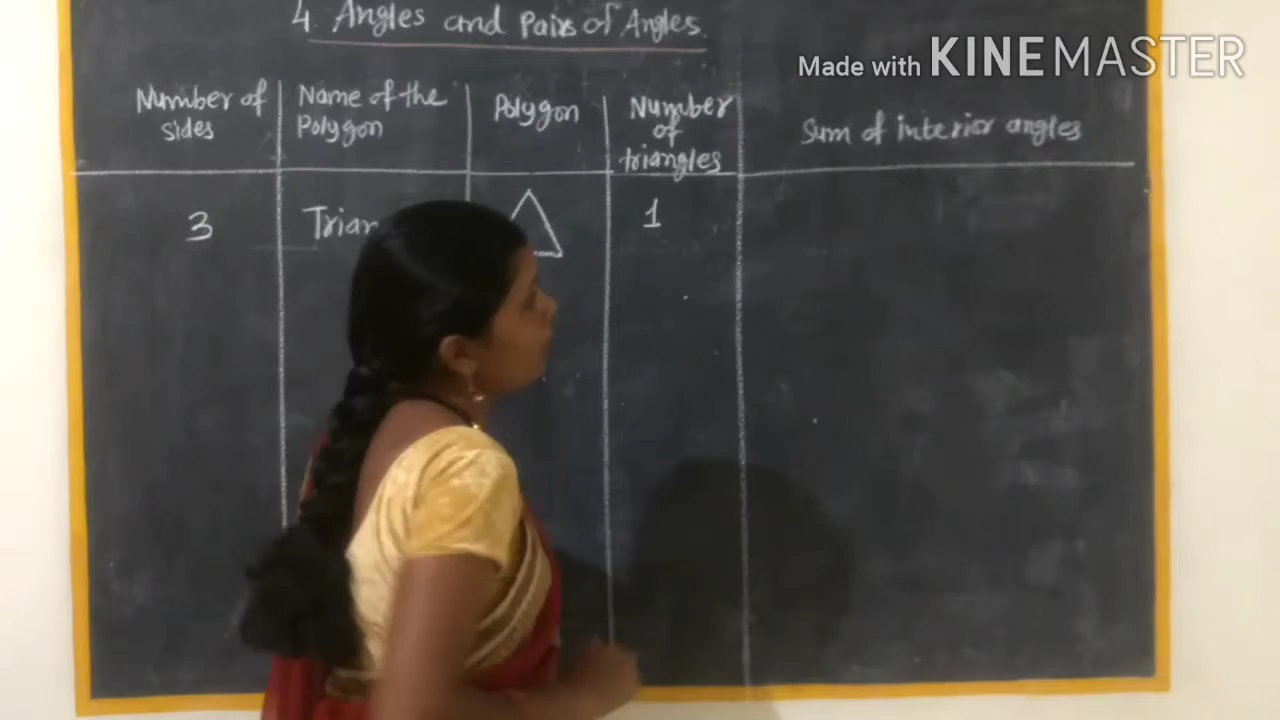 4. Angles and Pairs of Angles.
Made with KINEMASTER
Number of
sides
Name of the
Polygon
Polygon
Number
of
triangles
Sum of interior angles
3
Trian
1